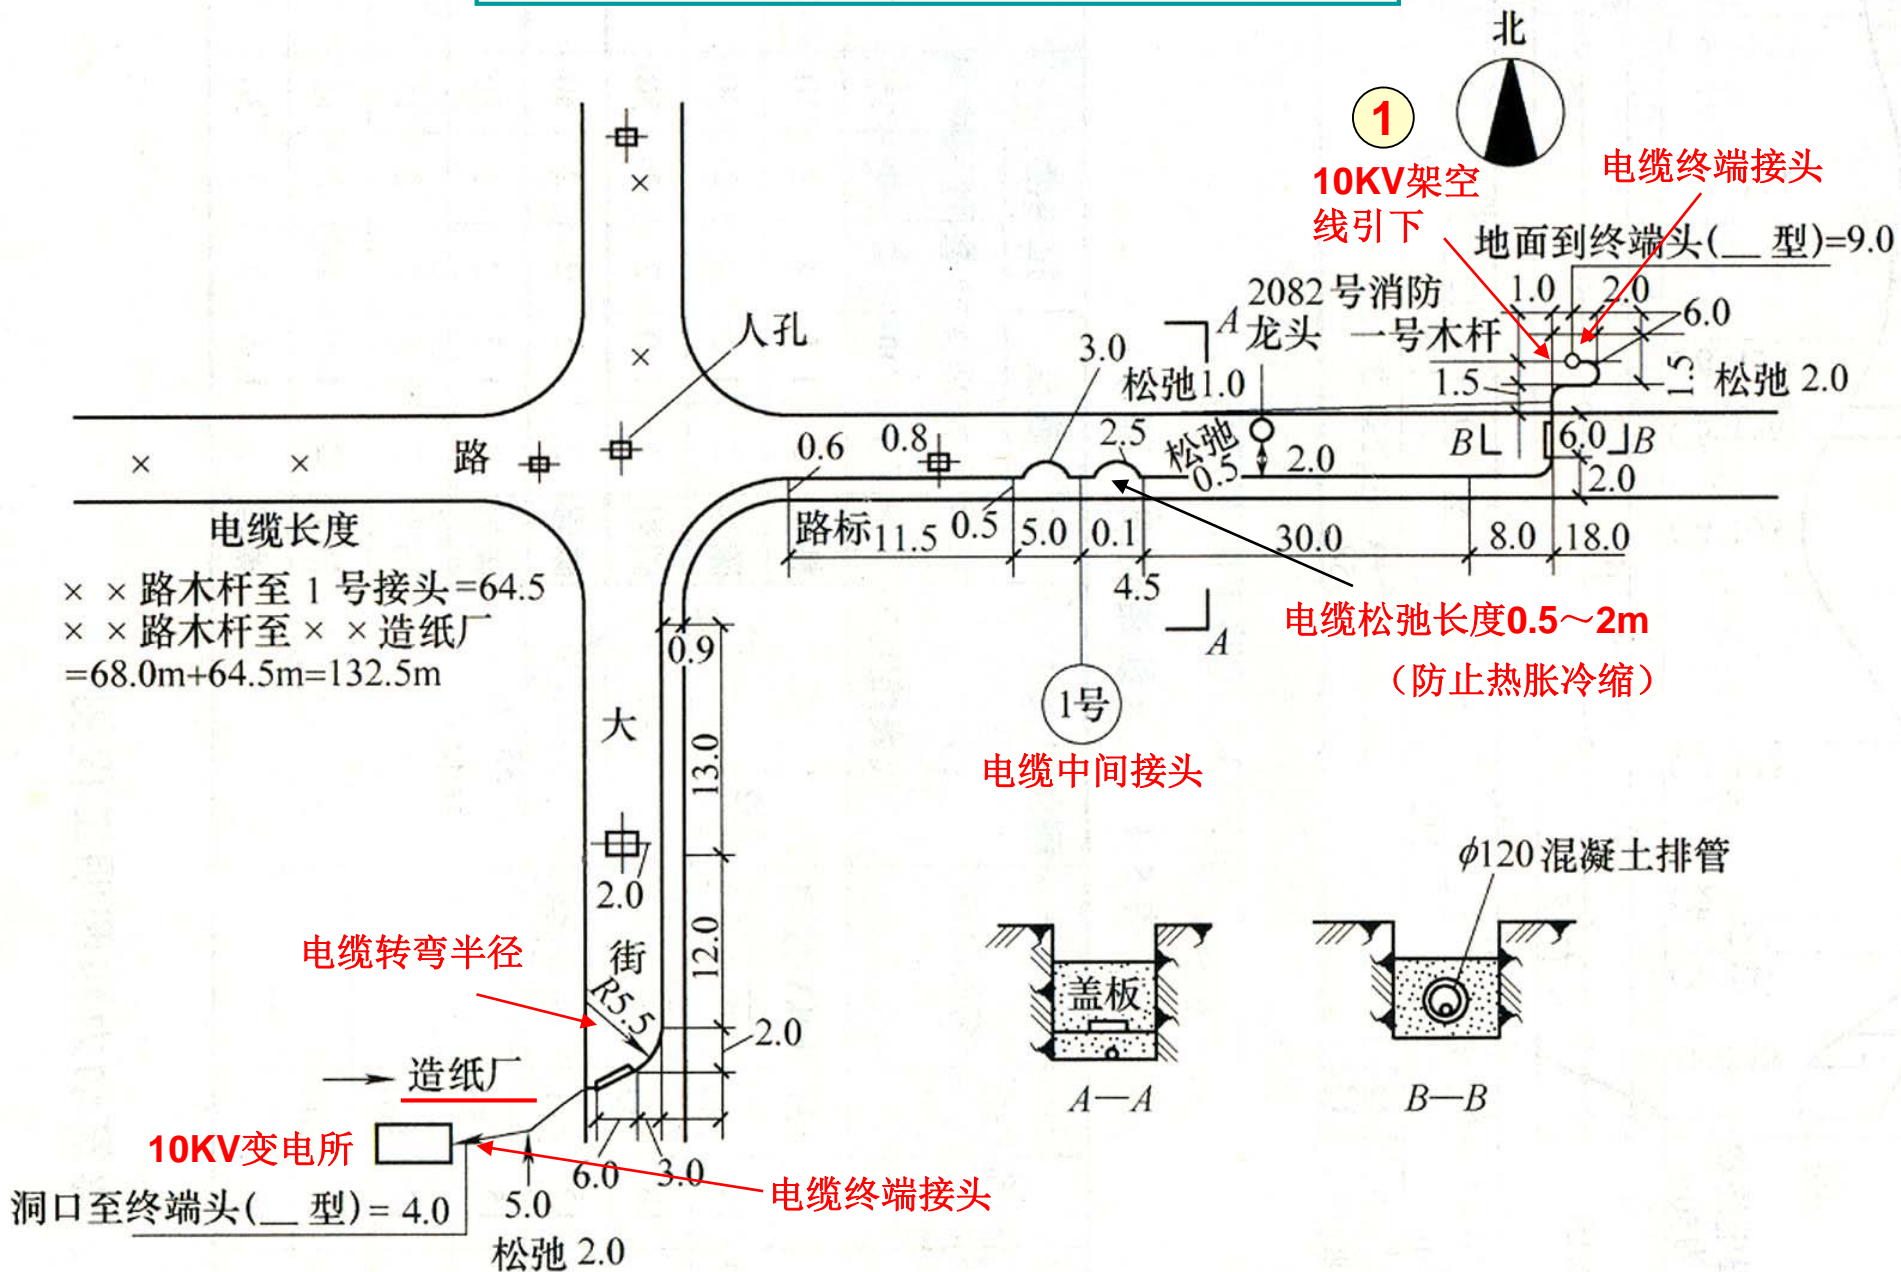 北
1
10KV架空
线引下
电缆终端接头
地面到终端头(__ 型)=9.0
2082号消防
龙头
一号木杆
1.0
2.0
6.0
1.5
1.5
松弛 2.0
A
3.0
松弛1.0
人孔
路
0.6
0.8
2.5
松弛
0.5
2.0
B
6.0
B
2.0
路标
11.5
0.5
5.0
0.1
4.5
30.0
8.0
18.0
A
电缆长度
× × 路木杆至 1 号接头=64.5
× × 路木杆至 × × 造纸厂
=68.0m+64.5m=132.5m
电缆松弛长度0.5～2m
（防止热胀冷缩）
1号
电缆中间接头
0.9
大
13.0
2.0
12.0
街
电缆转弯半径
R5.5
2.0
造纸厂
10KV变电所
洞口至终端头(__ 型)= 4.0
6.0
3.0
5.0
松弛 2.0
电缆终端接头
盖板
A—A
ϕ120 混凝土排管
B—B